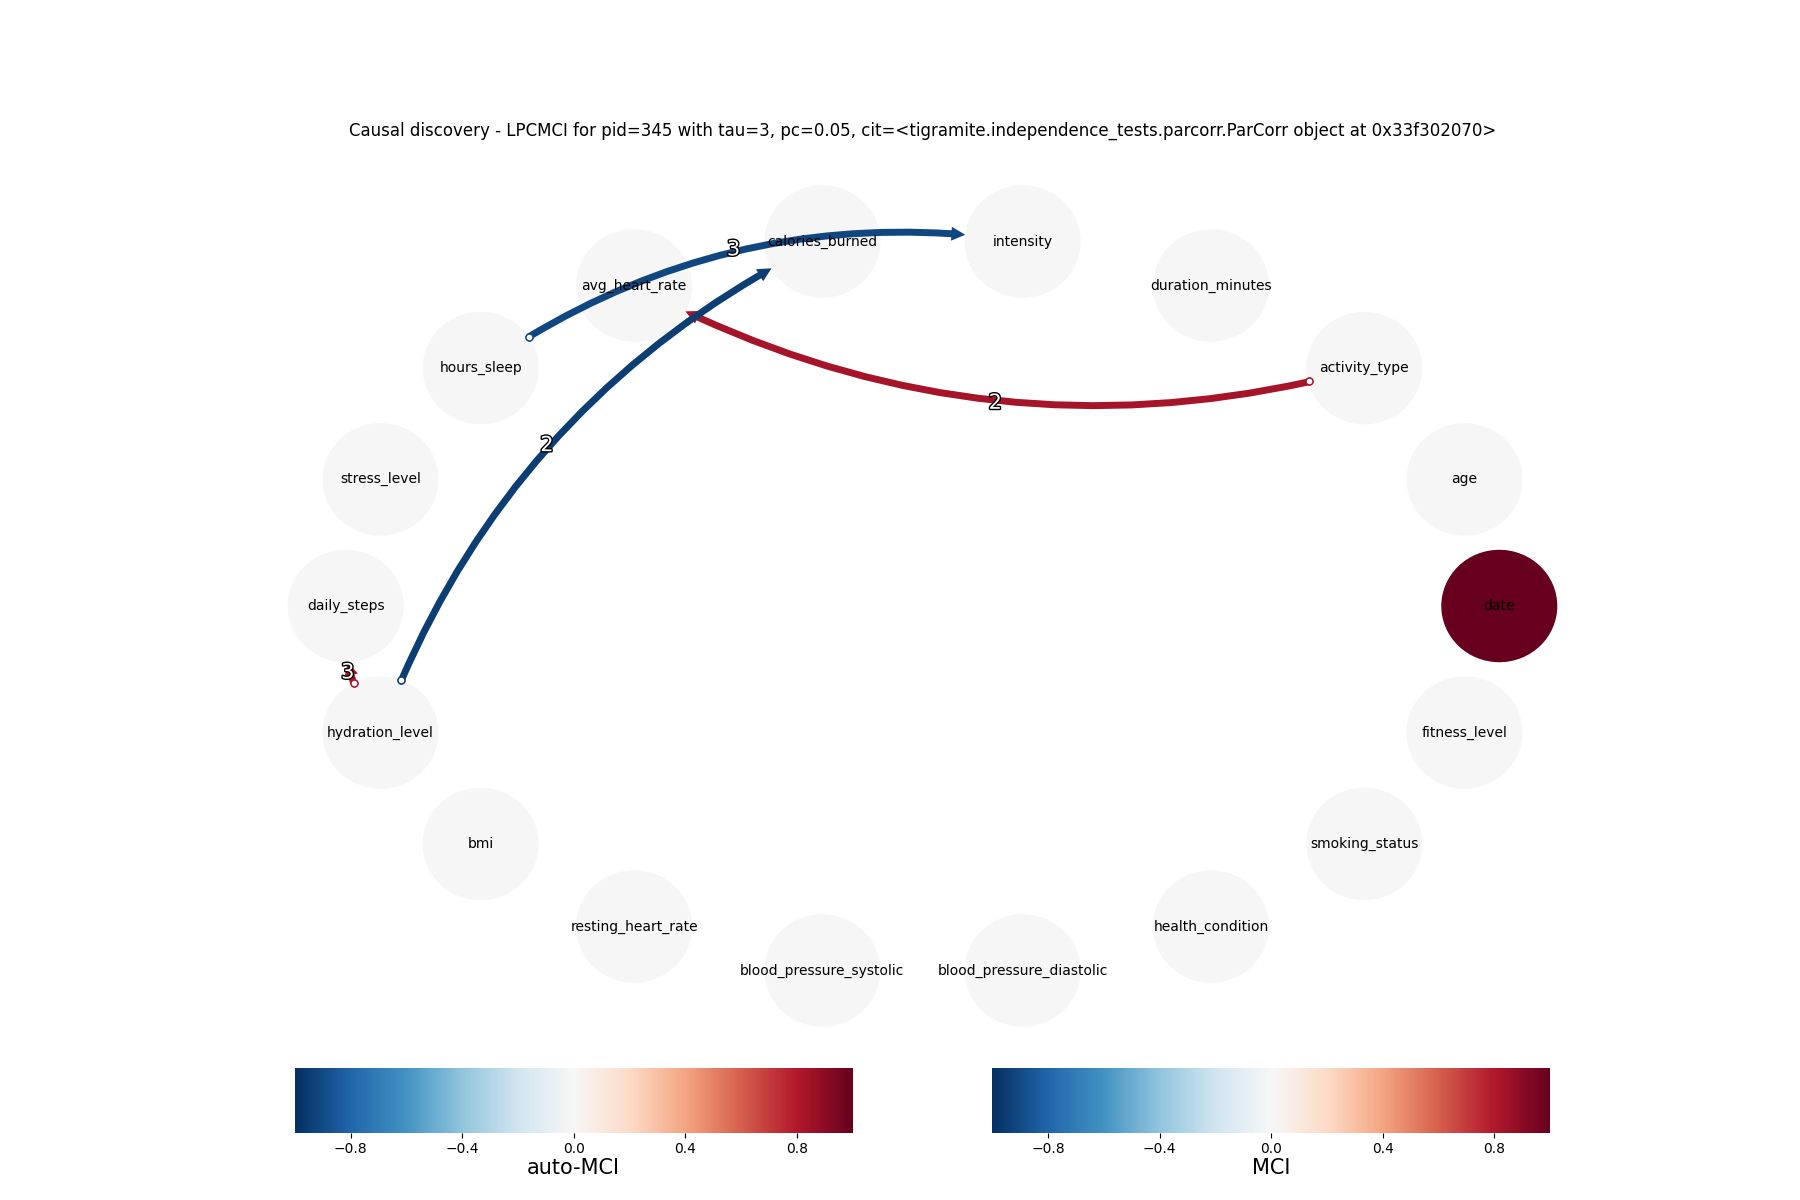 Causal discovery - LPCMCI for pid=345 with tau=3, pc=0.05, cit=<tigramite.independence_tests.parcorr.ParCorr object at 0x33f302070>
calories_burned
intensity
3
avg_heart_rate
duration_minutes
hours_sleep
activity_type
2
2
stress_level
age
daily_steps
date
3
hydration_level
fitness_level
bmi
smoking_status
resting_heart_rate
health_condition
blood_pressure_systolic
blood_pressure_diastolic
−0.8 −0.4 0.0 0.4 0.8
auto-MCI
−0.8 −0.4 0.0 0.4 0.8
MCI